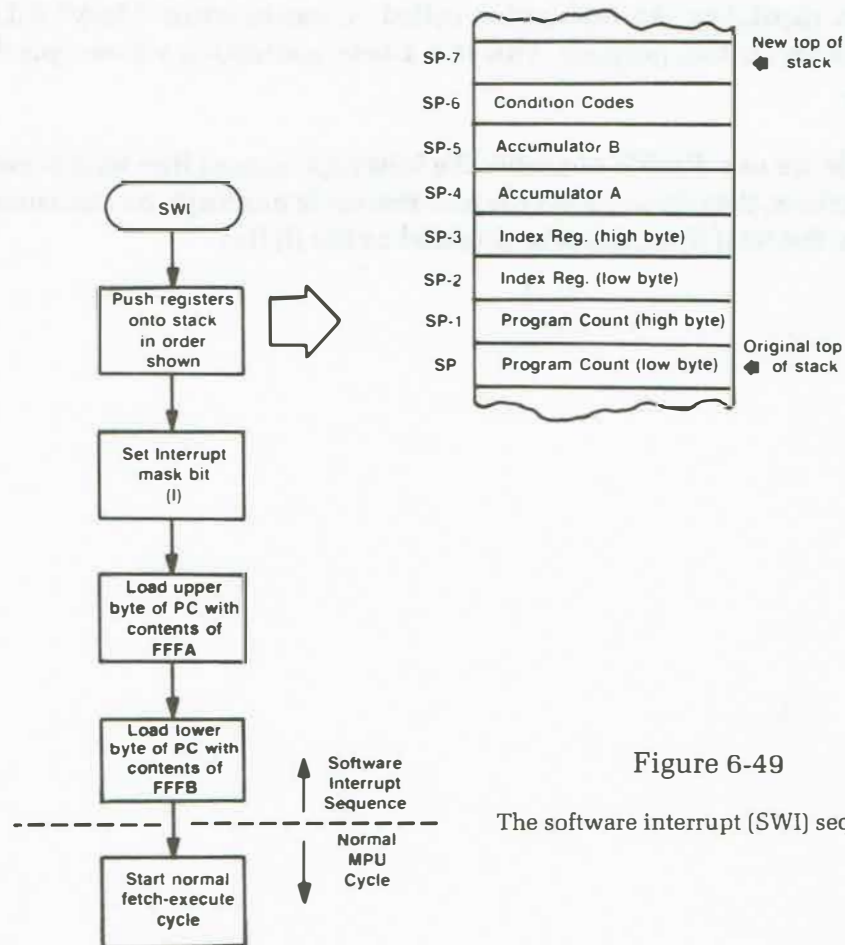 New top of
stack
SP-7
SP-6 Condition Codes
SP-5 Accumulator B
SP-4 Accumulator A
SP-3 Index Reg. (high byte)
SP-2 Index Reg. (low byte)
SP-1 Program Count (high byte)
SP Program Count (low byte)
Original top
of stack
SWI
Push registers
onto stack
in order
shown
Set Interrupt
mask bit
(I)
Load upper
byte of PC with
contents of
FFFA
Load lower
byte of PC with
contents of
FFFB
Software
Interrupt
Sequence
Normal
MPU
Cycle
Start normal
fetch-execute
cycle
Figure 6-49
The software interrupt (SWI) sec